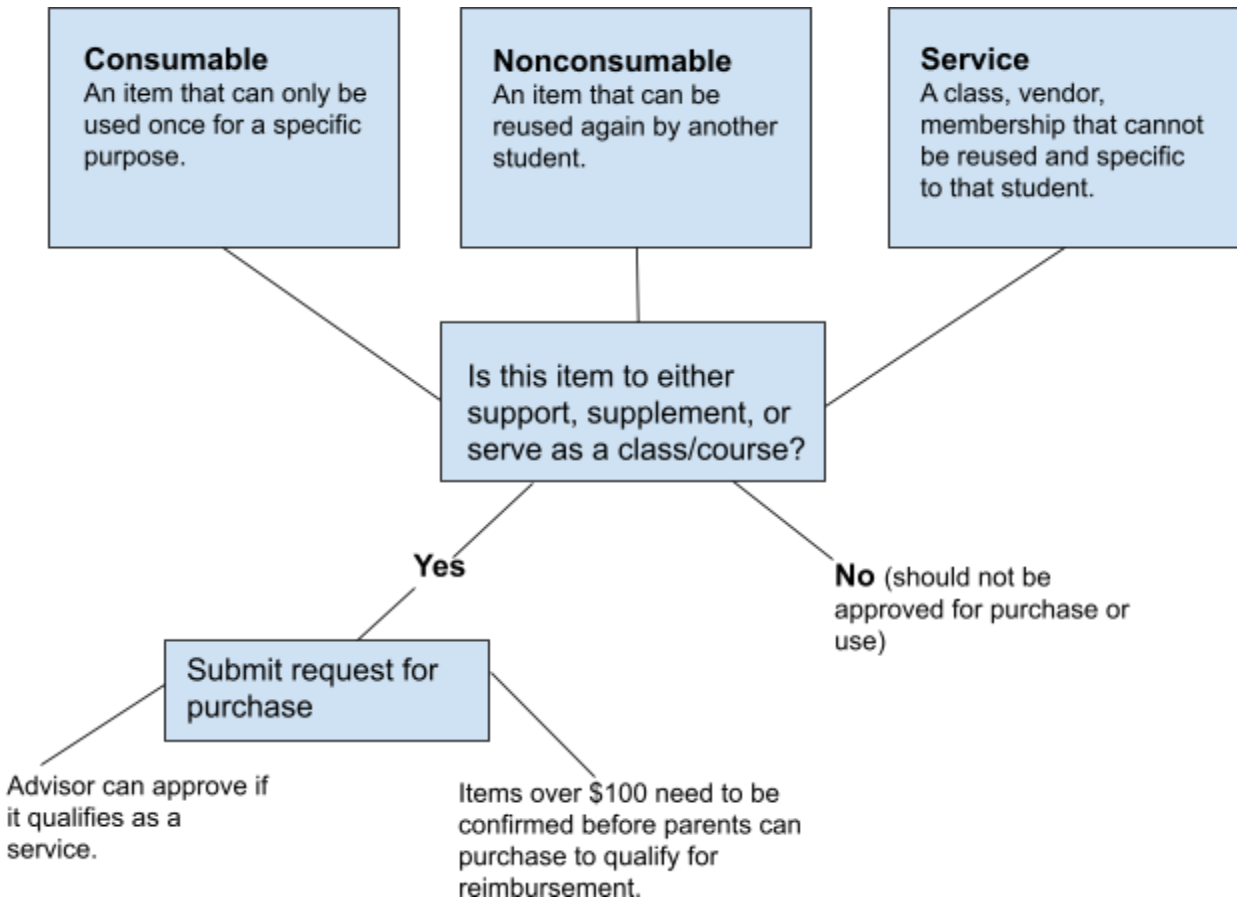 Consumable
An item that can only be
used once for a specific
purpose.
Nonconsumable
An item that can be
reused again by another
student.
Service
A class, vendor,
membership that cannot
be reused and specific
to that student.
Is this item to either
support, supplement, or
serve as a class/course?
Yes
No (should not be
approved for purchase or
use)
Submit request for
purchase
Advisor can approve if
it qualifies as a
service.
Items over $100 need to be
confirmed before parents can
purchase to qualify for
reimbursement.